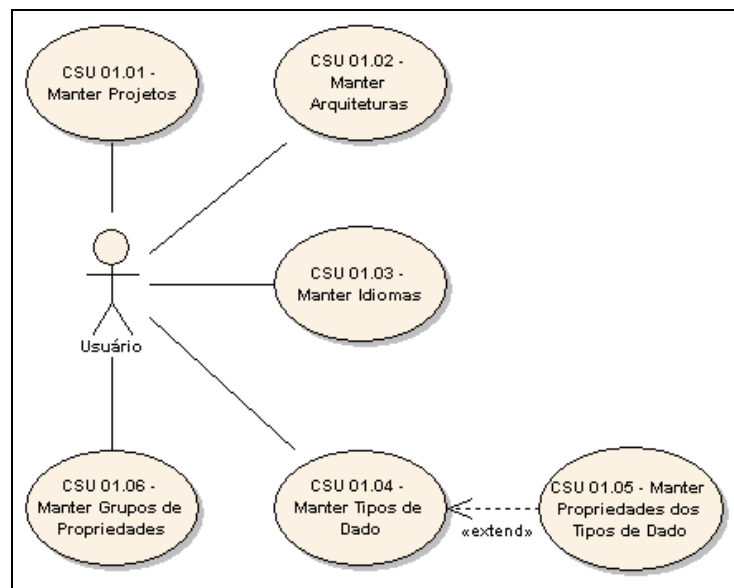 CSU 01.01 -
Manter Projetos
CSU 01.02 -
Manter
Arquiteturas
CSU 01.03 -
Manter Idiomas
Usuário
CSU 01.06 -
Manter Grupos de
Propriedades
CSU 01.04 -
Manter Tipos de
Dado
«extend»
CSU 01.05 - Manter
Propriedades dos
Tipos de Dado